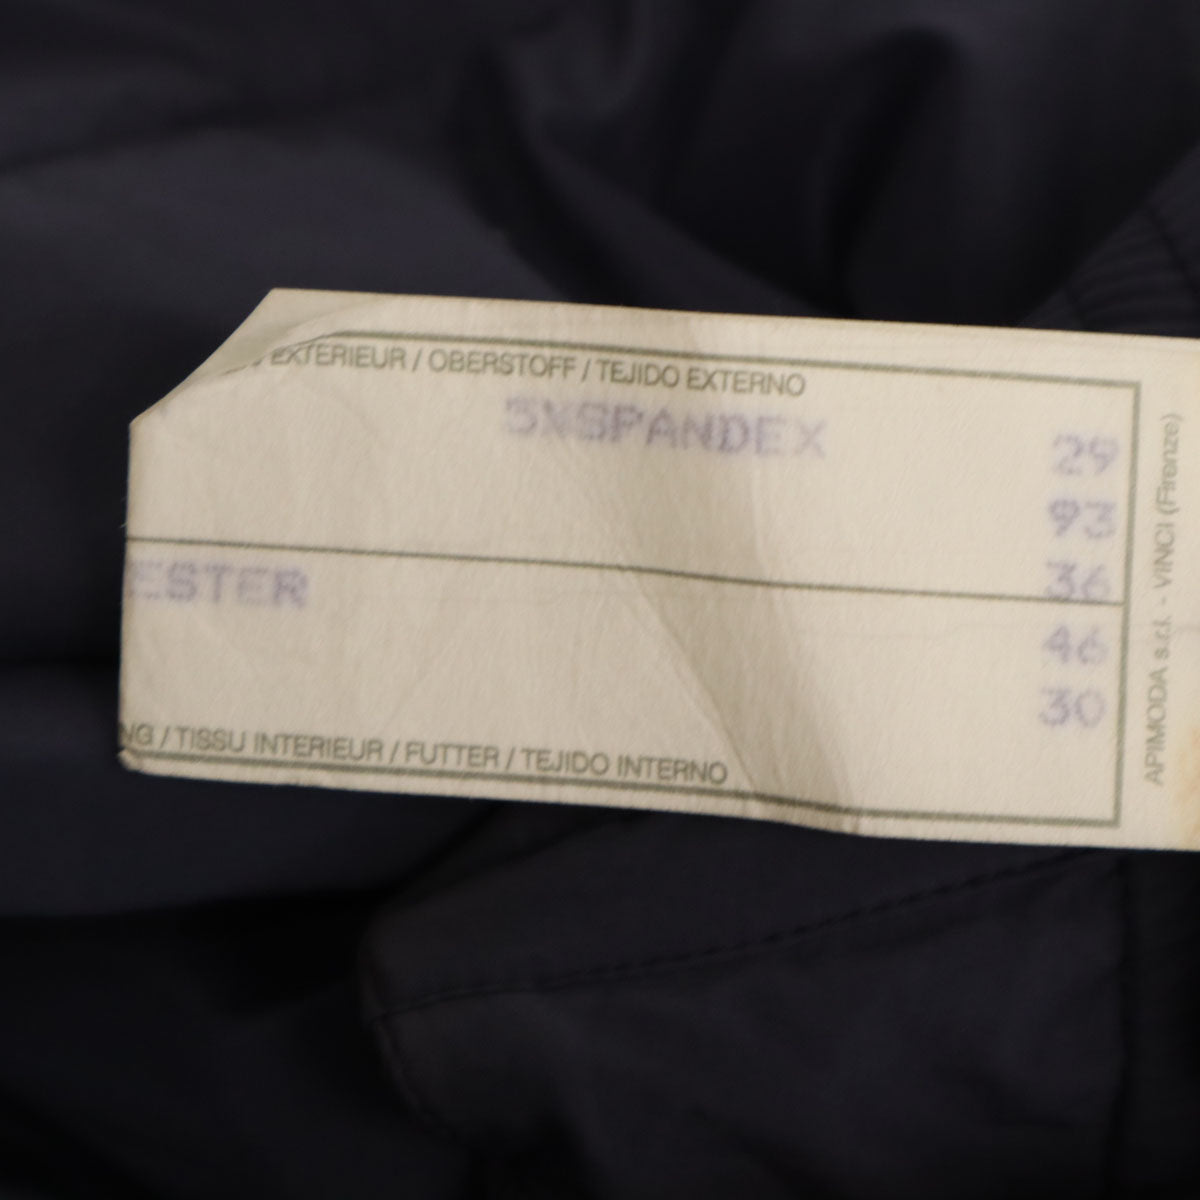 EXTERIEUR / OBERSTOFF / TEJIDO EXTERNO
5%SPANDEX
29
93
36
ESTER
46
30
NG / TISSU INTERIEUR / FUTTER / TEJIDO INTERNO
APIMODA s.r.l. - VINCI (Firenze)